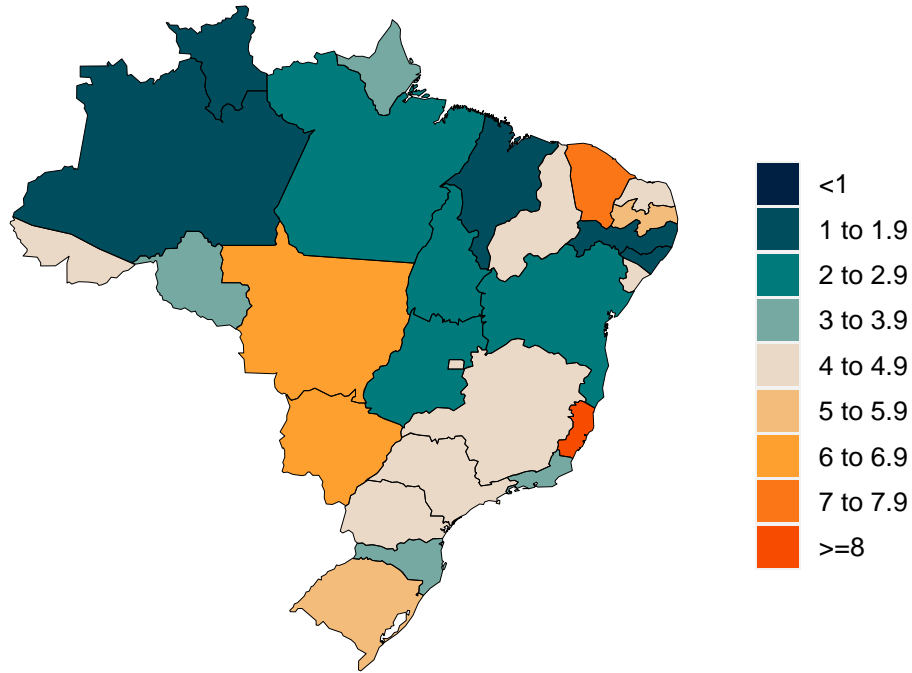 <1
1 to 1.9
2 to 2.9
3 to 3.9
4 to 4.9
5 to 5.9
6 to 6.9
7 to 7.9
>=8